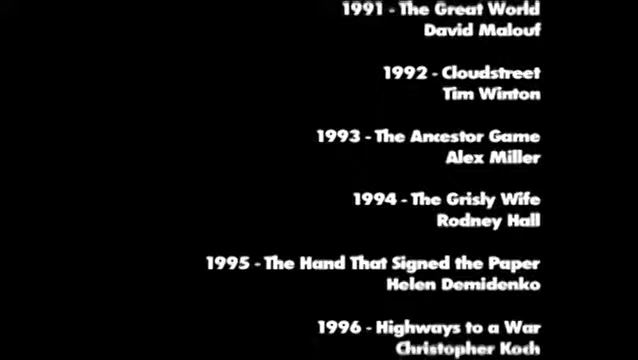 1991 - The Great World
David Malouf
1992 - Cloudstreet
Tim Winton
1993 - The Ancestor Game
Alex Miller
1994 - The Grisly Wife
Rodney Hall
1995 - The Hand That Signed the Paper
Helen Demidenko
1996 - Highways to a War
Christopher Koch